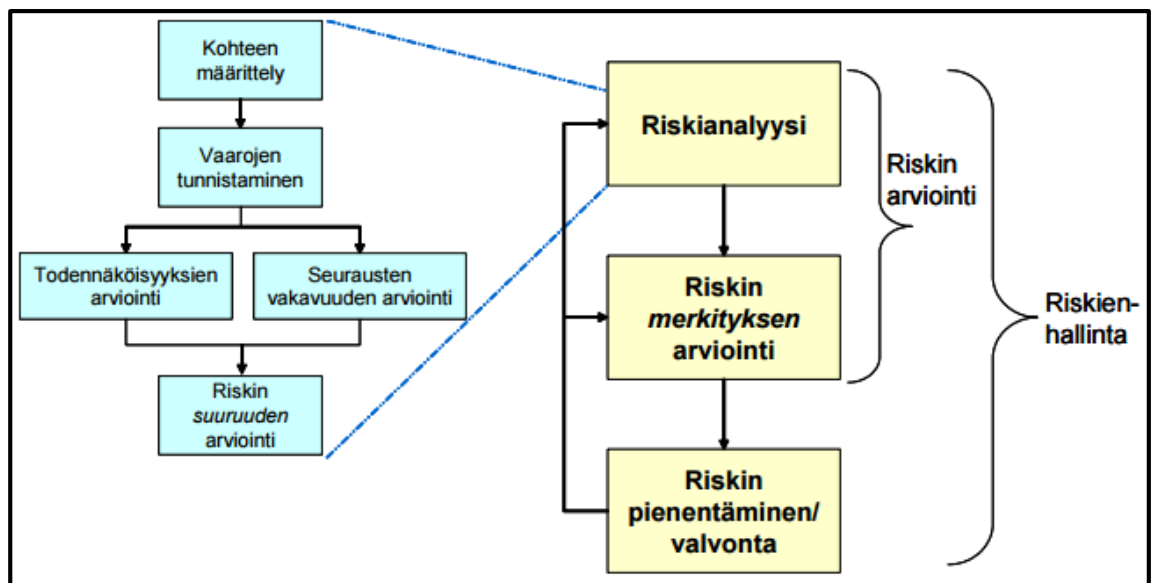 Kohteen
määrittely
Vaarojen
tunnistaminen
Todennäköisyyksien
arviointi
Seurausten
vakavuuden arviointi
Riskin
suuruuden
arviointi
Riskianalyysi
Riskin
merkityksen
arviointi
Riskin
pienentäminen/
valvonta
Riskin
arviointi
Riskien-
hallinta